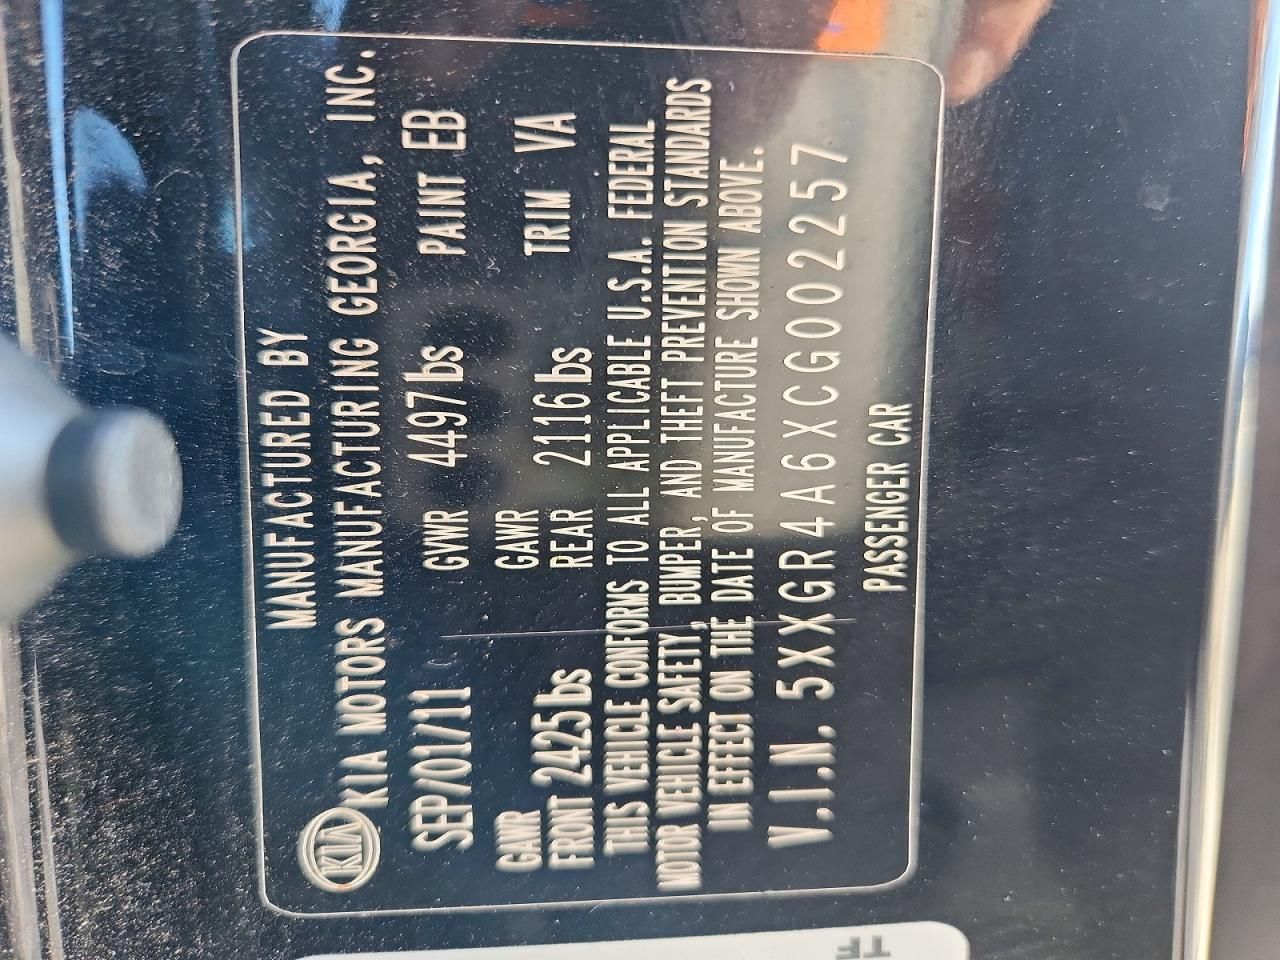 MANUFACTURED BY
KIA KIA MOTORS MANUFACTURING GEORGIA, INC.
SEP/01/11 GVWR 4497lbs PAINT EB
GAWR GAWR
FRONT 2425lbs REAR 2116lbs TRIM VA
THIS VEHICLE CONFORMS TO ALL APPLICABLE U.S.A. FEDERAL
MOTOR VEHICLE SAFETY, BUMPER, AND THEFT PREVENTION STANDARDS
IN EFFECT ON THE DATE OF MANUFACTURE SHOWN ABOVE.
V.I.N. 5XXGR4A6XCG002257
PASSENGER CAR